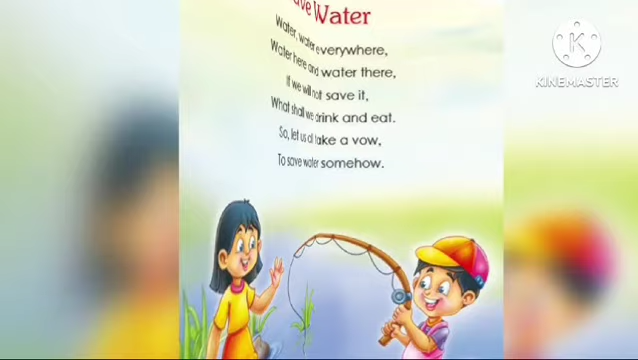 ave Water
Water, water everywhere,
Water here and water there,
If we will not save it,
What shall we drink and eat.
So, let us all take a vow,
To save water somehow.
KINEMASTER